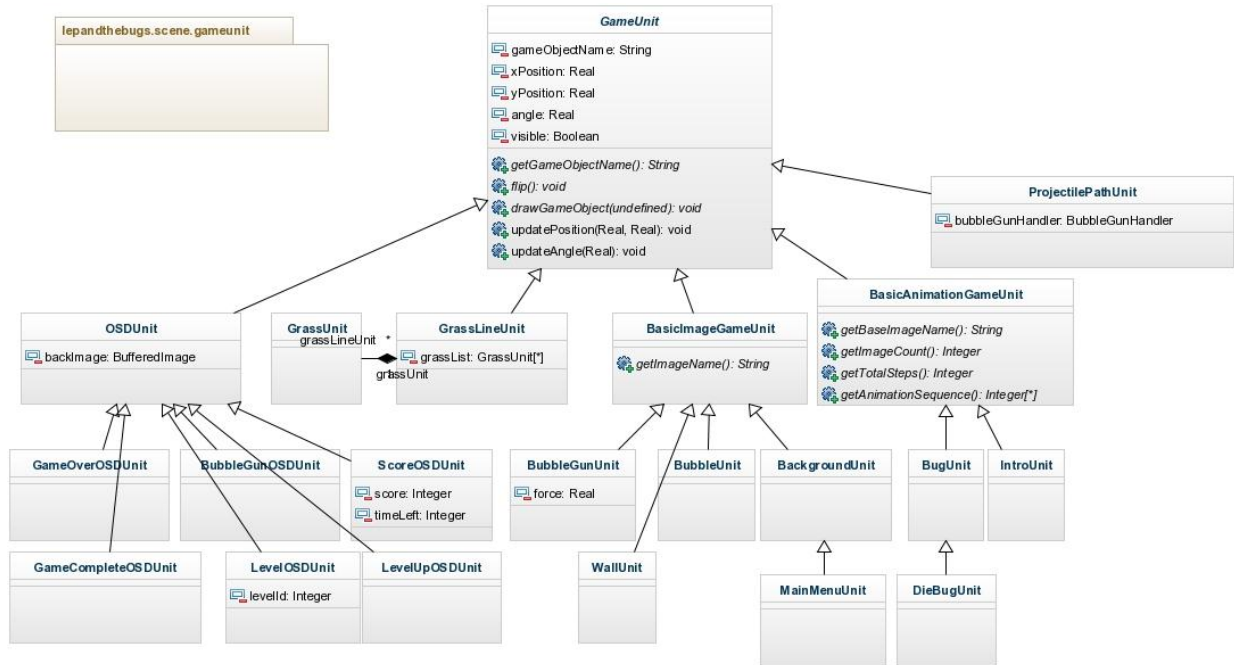 lepandthebugs.scene.gameunit
GameUnit
gameObjectName: String
xPosition: Real
yPosition: Real
angle: Real
visible: Boolean
getGameObjectName(): String
flip(): void
drawGameObject(undefined): void
updatePosition(Real, Real): void
updateAngle(Real): void
ProjectilePathUnit
bubbleGunHandler: BubbleGunHandler
OSDUnit
backImage: BufferedImage
GrassUnit
grassLineUnit *
GrassLineUnit
grassList: GrassUnit[*]
grassUnit
BasicImageGameUnit
getImageName(): String
BasicAnimationGameUnit
getBaseImageName(): String
getImageCount(): Integer
getTotalSteps(): Integer
getAnimationSequence(): Integer[*]
GameOverOSDUnit
BubbleGunOSDUnit
ScoreOSDUnit
score: Integer
timeLeft: Integer
BubbleGunUnit
force: Real
BubbleUnit
BackgroundUnit
BugUnit
IntroUnit
GameCompleteOSDUnit
LevelOSDUnit
levelId: Integer
LevelUpOSDUnit
WallUnit
MainMenuUnit
DieBugUnit